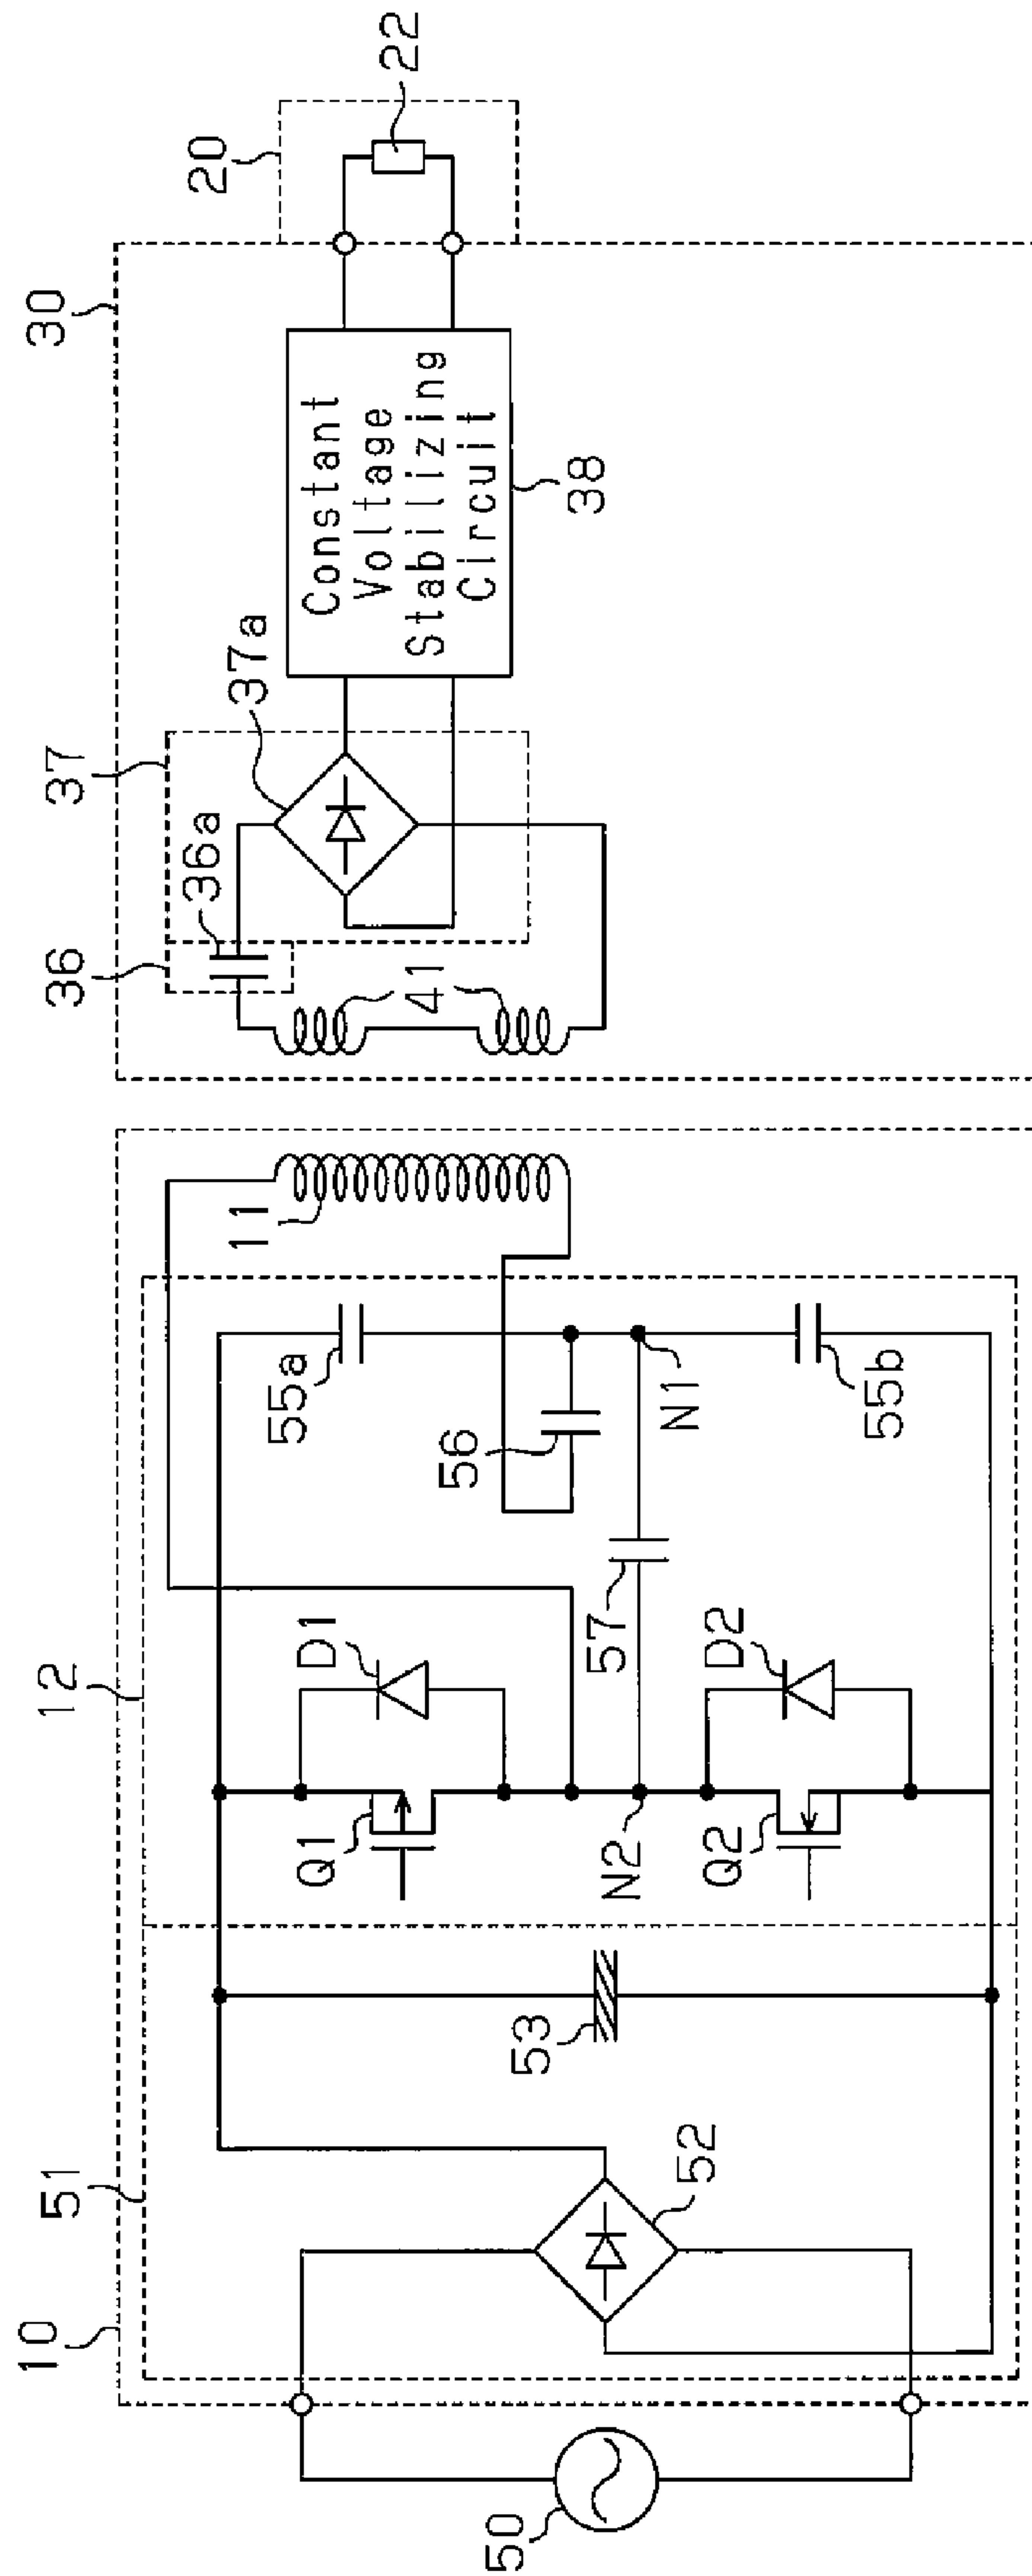 10
51
12
30
36
37
20
36a
37a
22
41
Constant
Voltage
Stabilizing
Circuit
38
11
55a
56
N1
55b
57
D1
D2
Q1
N2
Q2
53
52
50